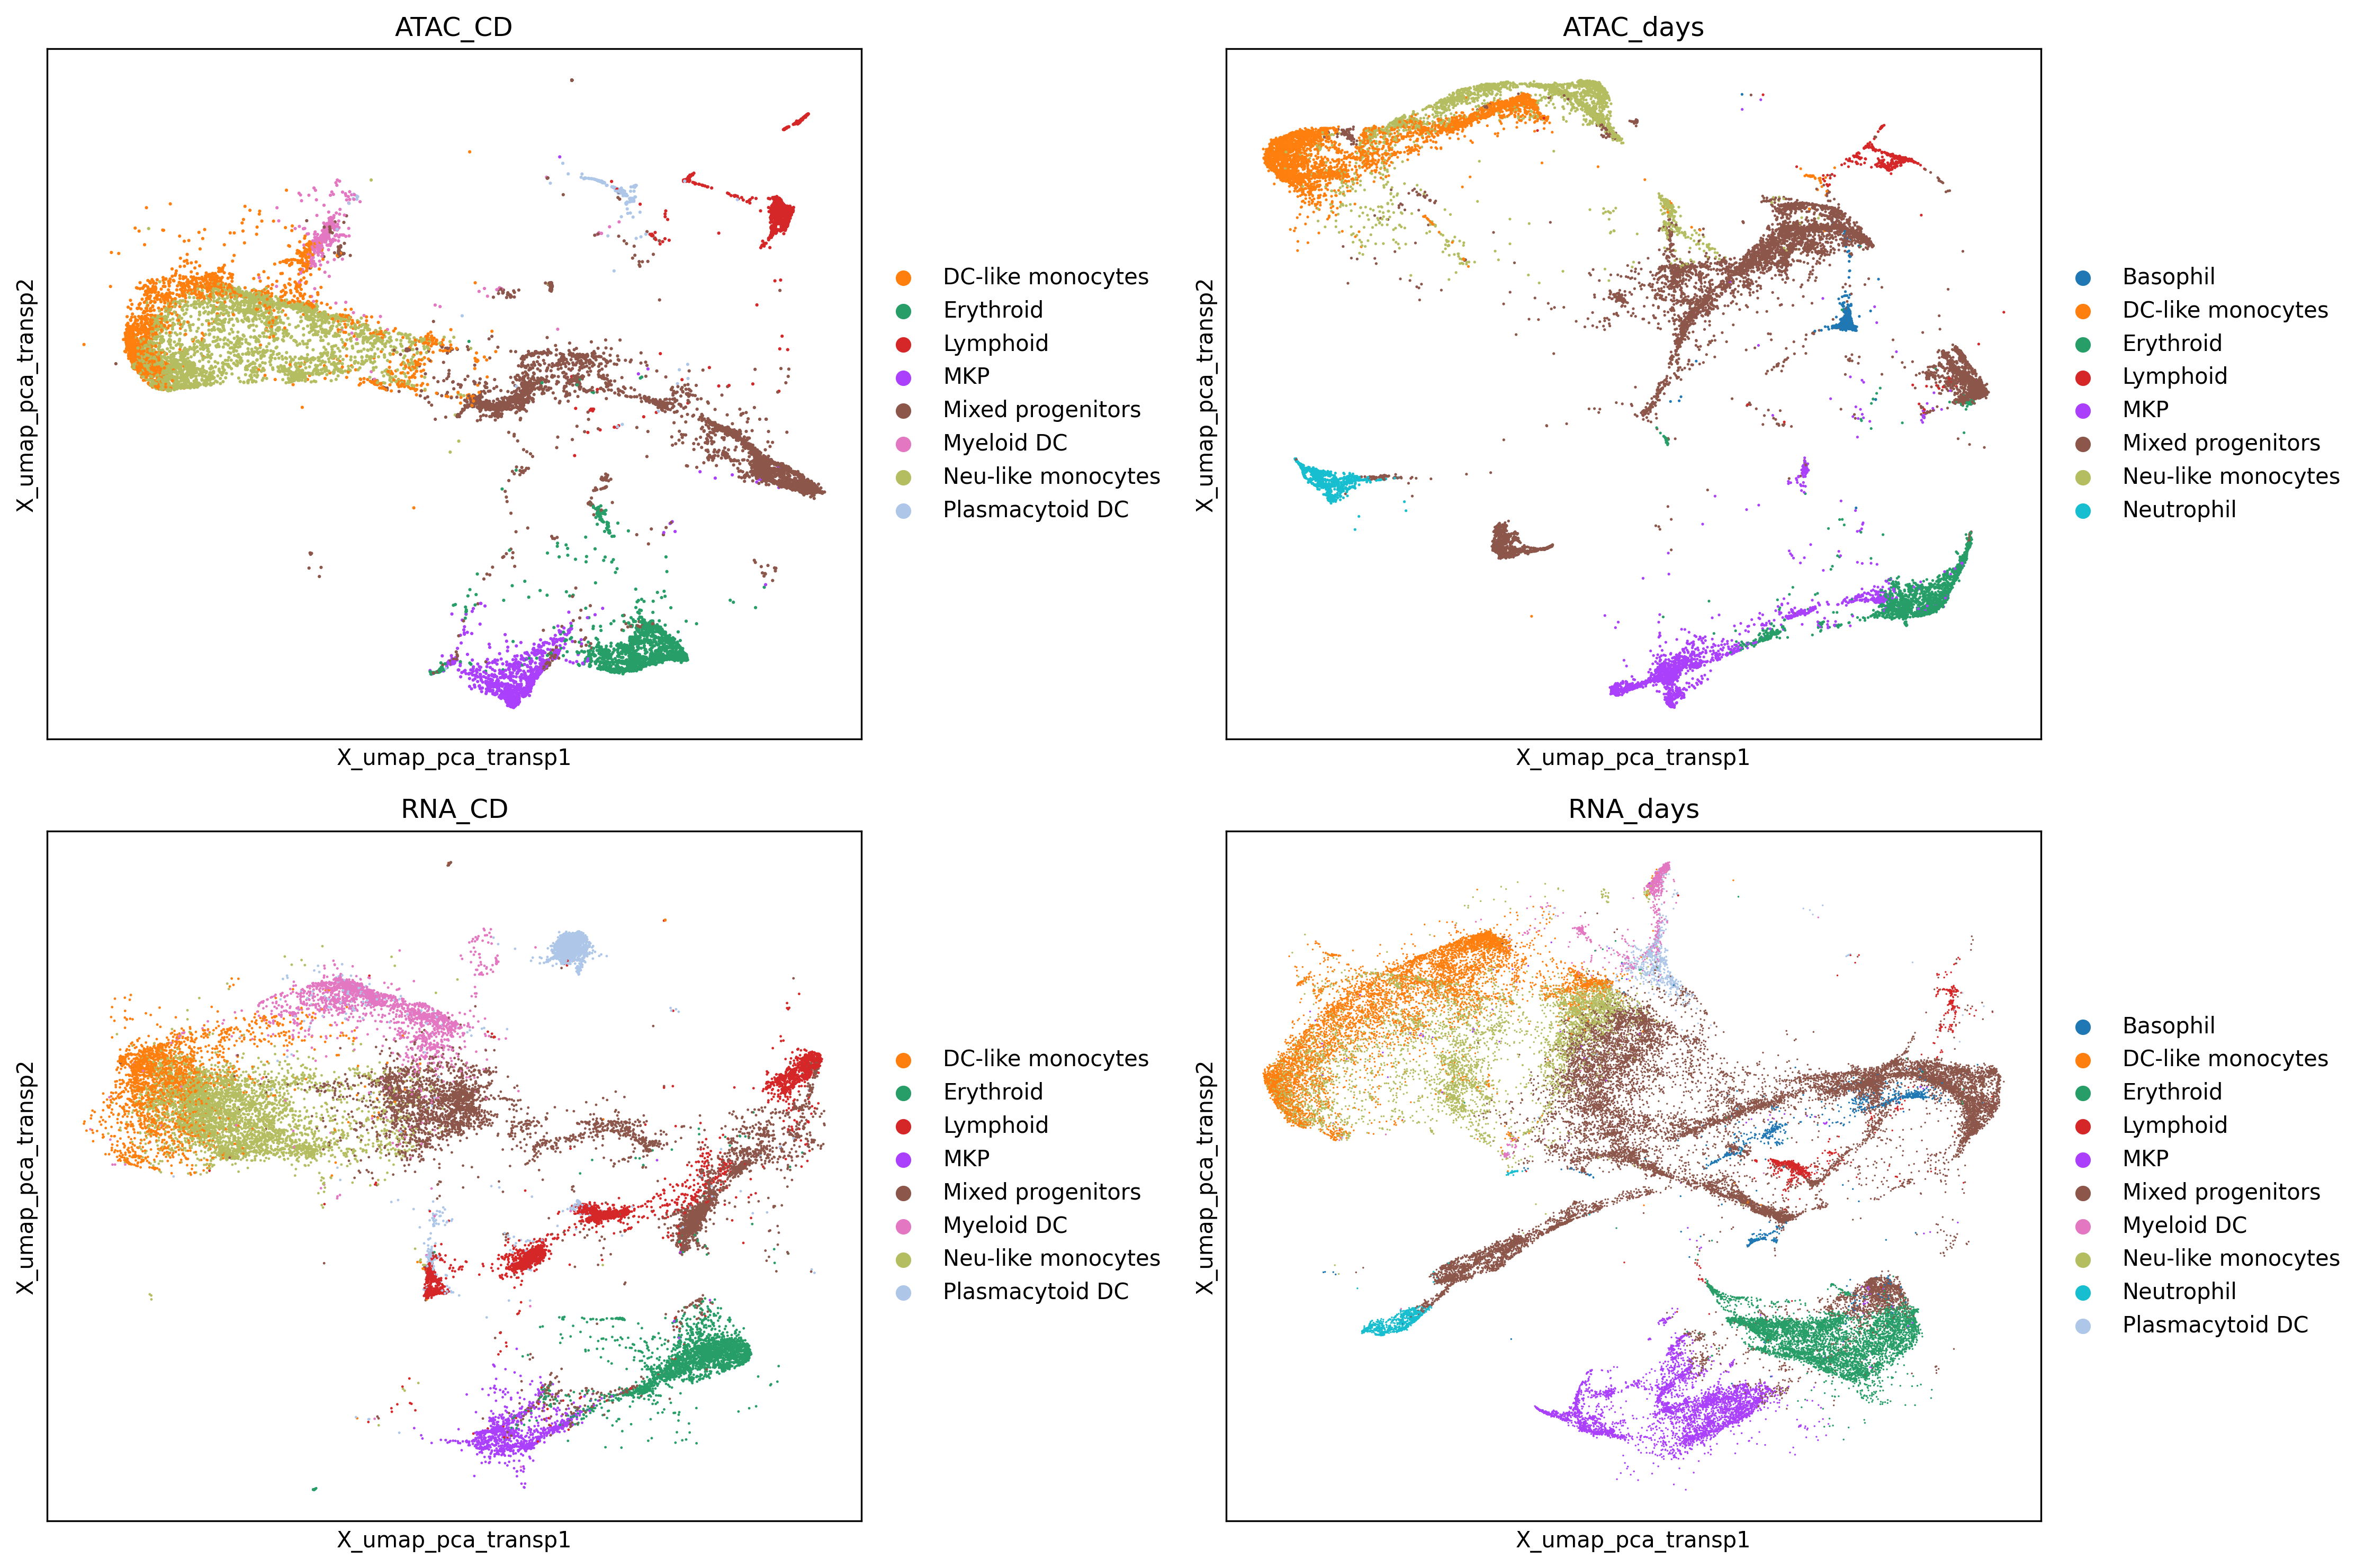 ATAC_CD
X_umap_pca_transp2
X_umap_pca_transp1
DC-like monocytes
Erythroid
Lymphoid
MKP
Mixed progenitors
Myeloid DC
Neu-like monocytes
Plasmacytoid DC
ATAC_days
X_umap_pca_transp2
X_umap_pca_transp1
Basophil
DC-like monocytes
Erythroid
Lymphoid
MKP
Mixed progenitors
Neu-like monocytes
Neutrophil
RNA_CD
X_umap_pca_transp2
X_umap_pca_transp1
DC-like monocytes
Erythroid
Lymphoid
MKP
Mixed progenitors
Myeloid DC
Neu-like monocytes
Plasmacytoid DC
RNA_days
X_umap_pca_transp2
X_umap_pca_transp1
Basophil
DC-like monocytes
Erythroid
Lymphoid
MKP
Mixed progenitors
Myeloid DC
Neu-like monocytes
Neutrophil
Plasmacytoid DC